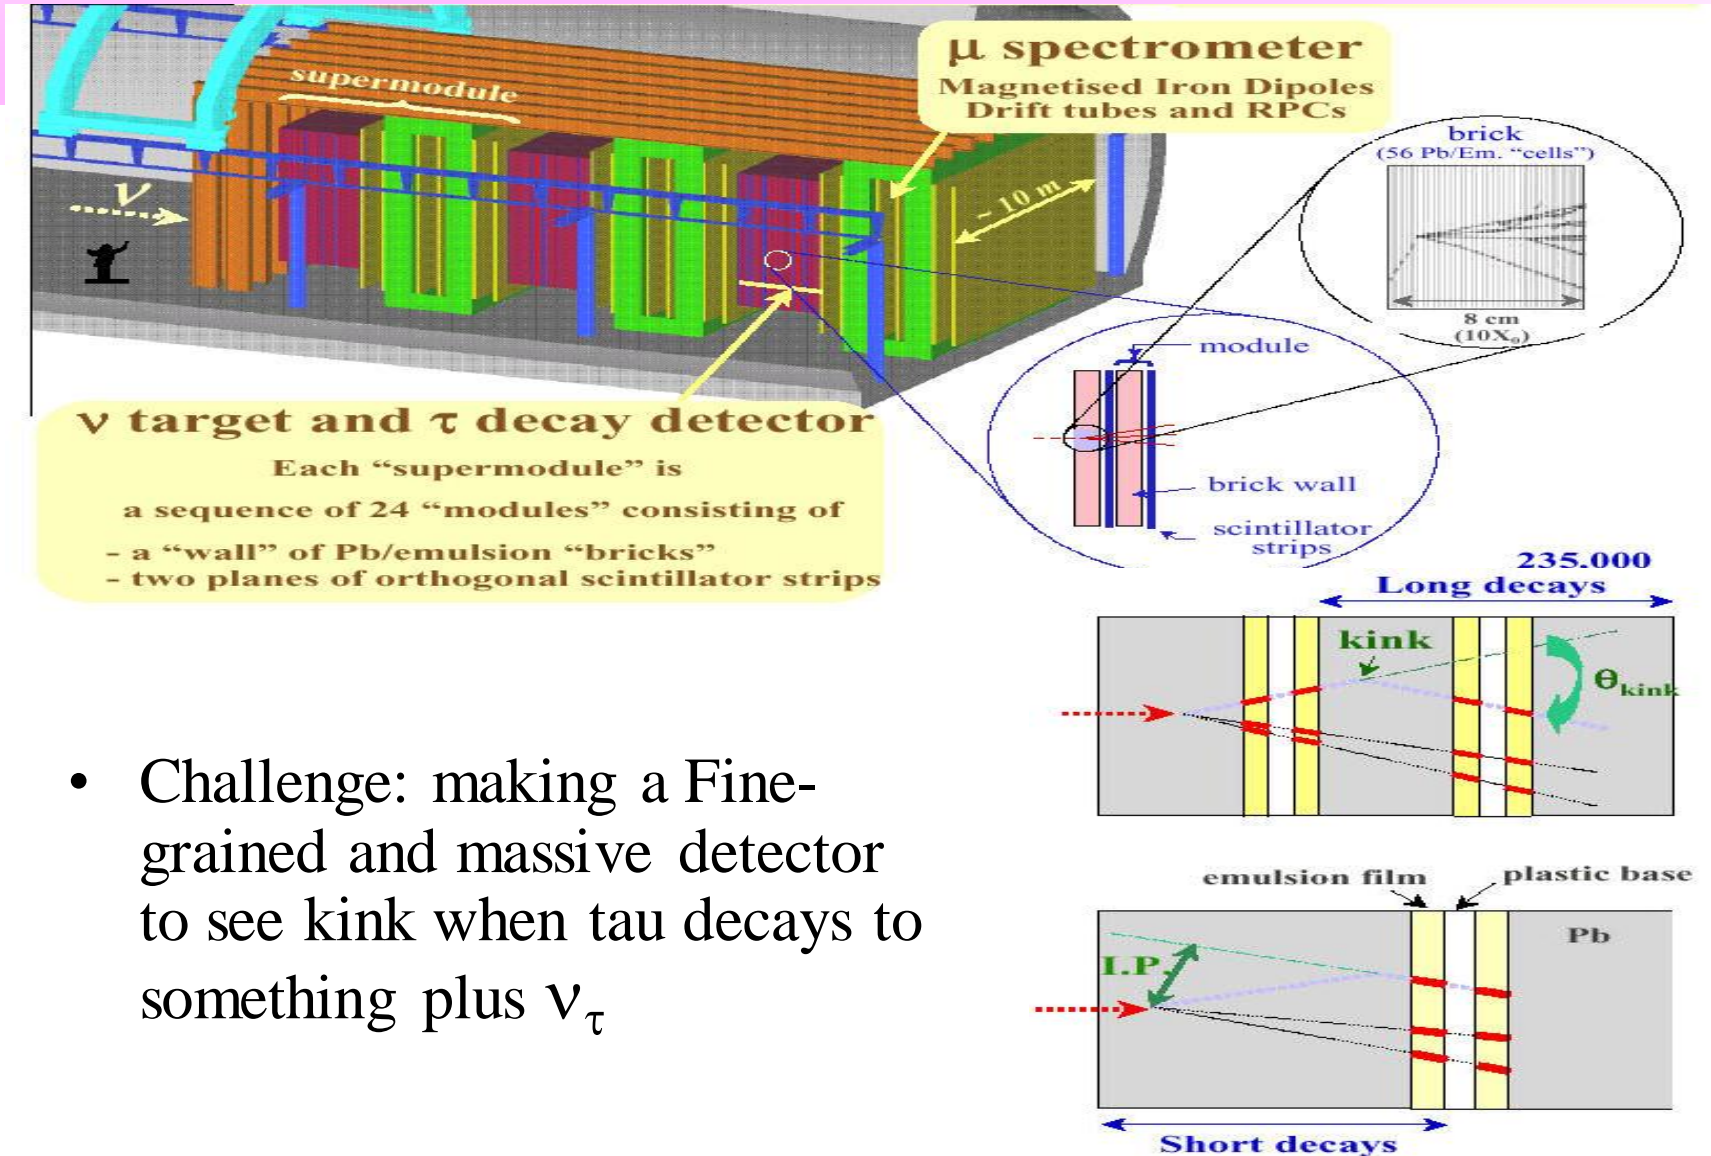 supermodule
μ spectrometer
Magnetised Iron Dipoles
Drift tubes and RPCs
ν
~ 10 m
brick
(56 Pb/Em. “cells”)
8 cm
(10X₀)
module
brick wall
scintillator
strips
ν target and τ decay detector
Each “supermodule” is
a sequence of 24 “modules” consisting of
- a “wall” of Pb/emulsion “bricks”
- two planes of orthogonal scintillator strips
235.000
Long decays
kink
θkink
• Challenge: making a Fine-
grained and massive detector
to see kink when tau decays to
something plus ντ
emulsion film
plastic base
Pb
I.P.
Short decays